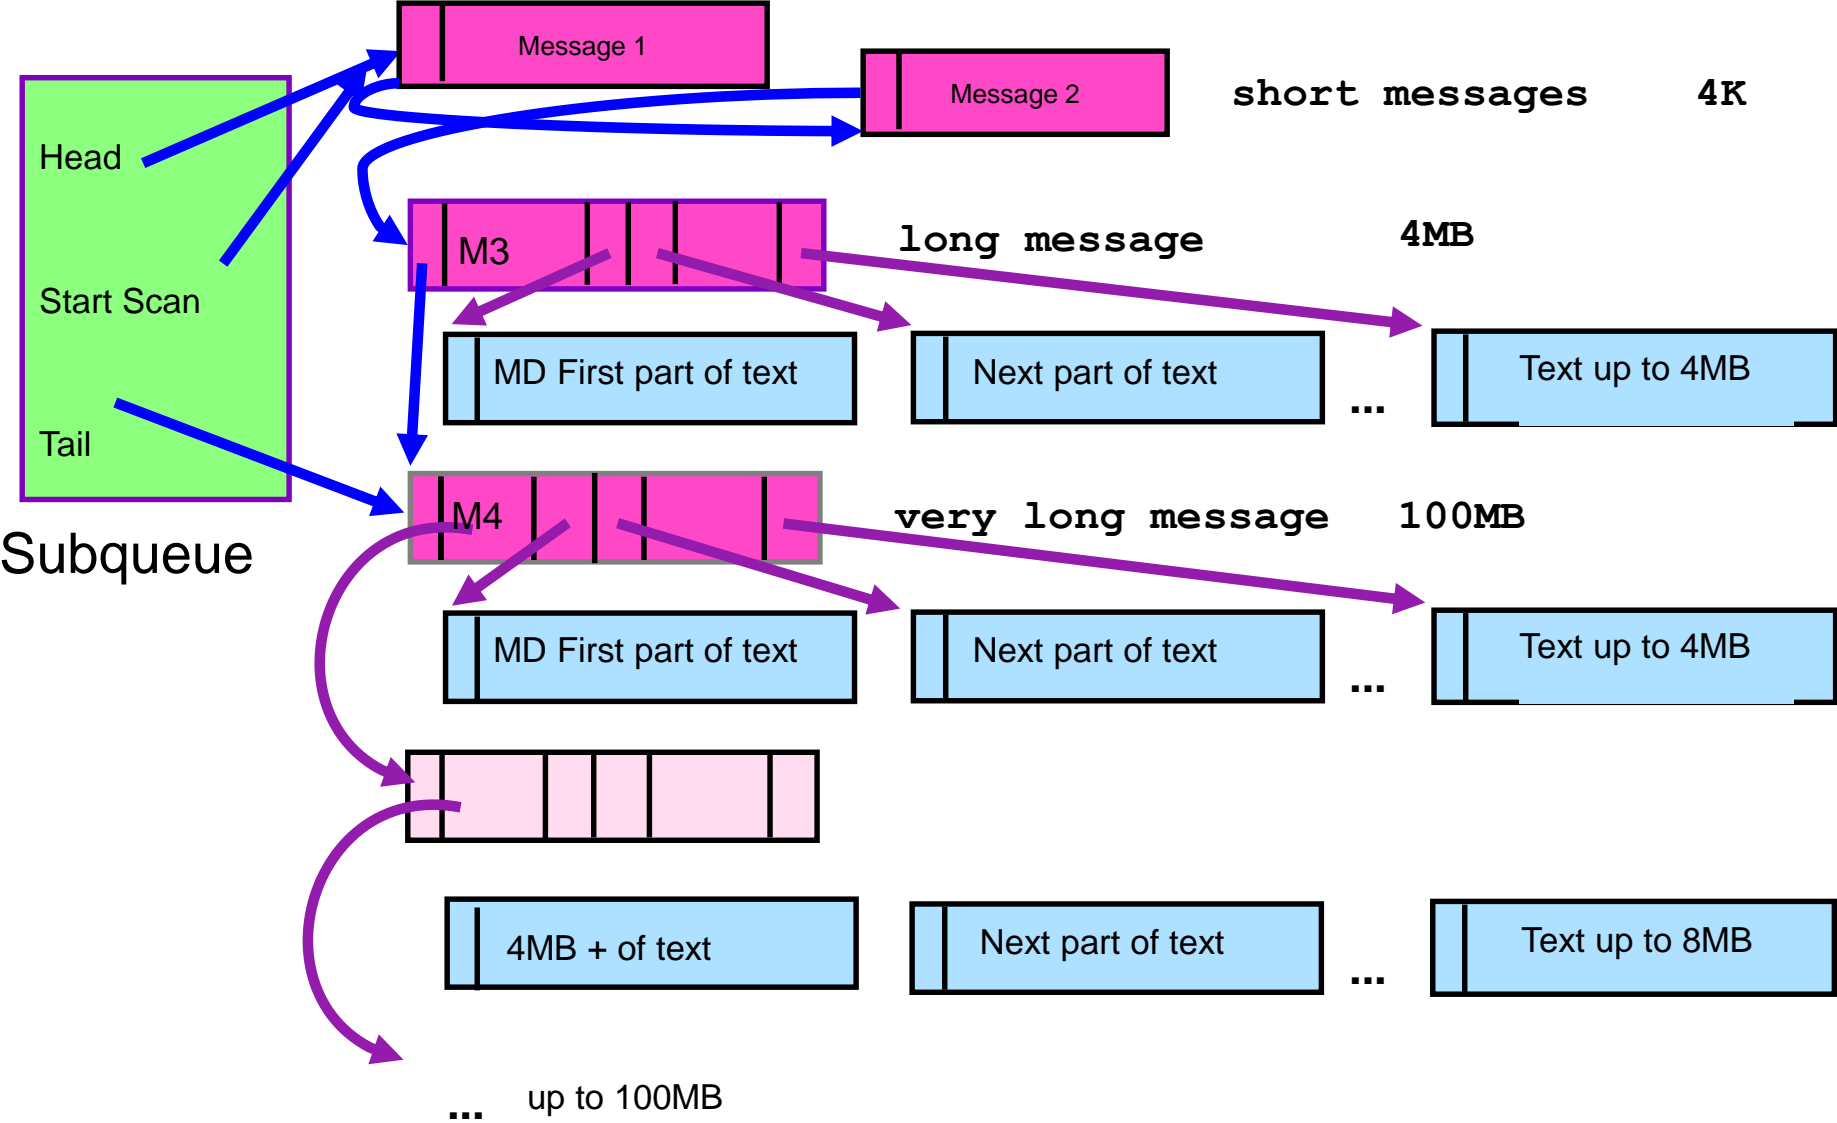 Message 1
Message 2
short messages 4K
Head
M3
long message 4MB
Start Scan
MD First part of text
Next part of text
...
Text up to 4MB
Tail
M4
very long message 100MB
Subqueue
MD First part of text
Next part of text
...
Text up to 4MB
4MB + of text
Next part of text
...
Text up to 8MB
... up to 100MB